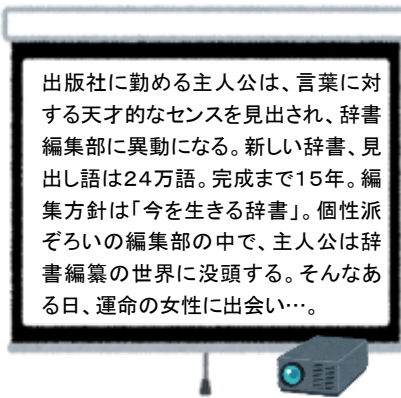 出版社に勤める主人公は、言葉に対
する天才的なセンスを見出され、辞書
編集部に異動になる。新しい辞書、見
出し語は２４万語。完成まで１５年。編
集方針は「今を生きる辞書」。個性派
ぞろいの編集部の中で、主人公は辞
書編纂の世界に没頭する。そんなあ
る日、運命の女性に出会い…。